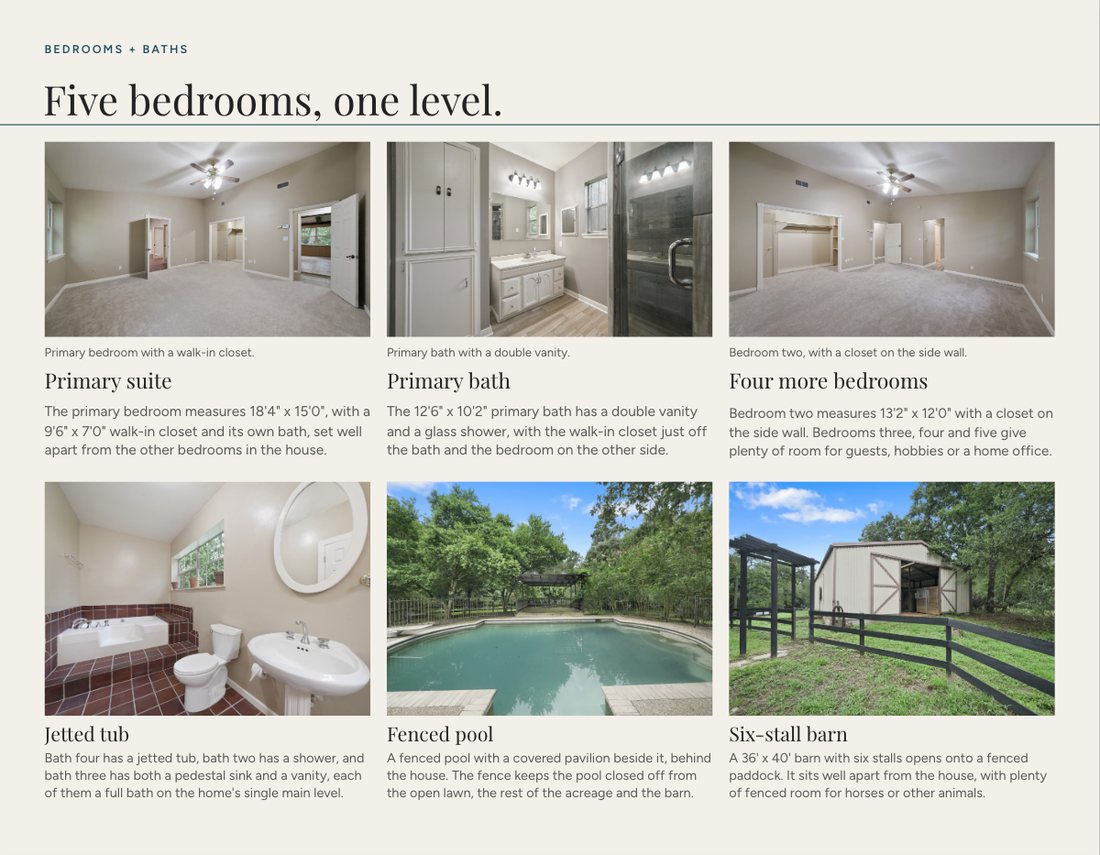 BEDROOMS + BATHS
Five bedrooms, one level.
Primary bedroom with a walk-in closet.
Primary suite
The primary bedroom measures 18'4" x 15'0", with a
9'6" x 7'0" walk-in closet and its own bath, set well
apart from the other bedrooms in the house.
Primary bath with a double vanity.
Primary bath
The 12'6" x 10'2" primary bath has a double vanity
and a glass shower, with the walk-in closet just off
the bath and the bedroom on the other side.
Bedroom two, with a closet on the side wall.
Four more bedrooms
Bedroom two measures 13'2" x 12'0" with a closet on
the side wall. Bedrooms three, four and five give
plenty of room for guests, hobbies or a home office.
Jetted tub
Bath four has a jetted tub, bath two has a shower, and
bath three has both a pedestal sink and a vanity, each
of them a full bath on the home's single main level.
Fenced pool
A fenced pool with a covered pavilion beside it, behind
the house. The fence keeps the pool closed off from
the open lawn, the rest of the acreage and the barn.
Six-stall barn
A 36' x 40' barn with six stalls opens onto a fenced
paddock. It sits well apart from the house, with plenty
of fenced room for horses or other animals.